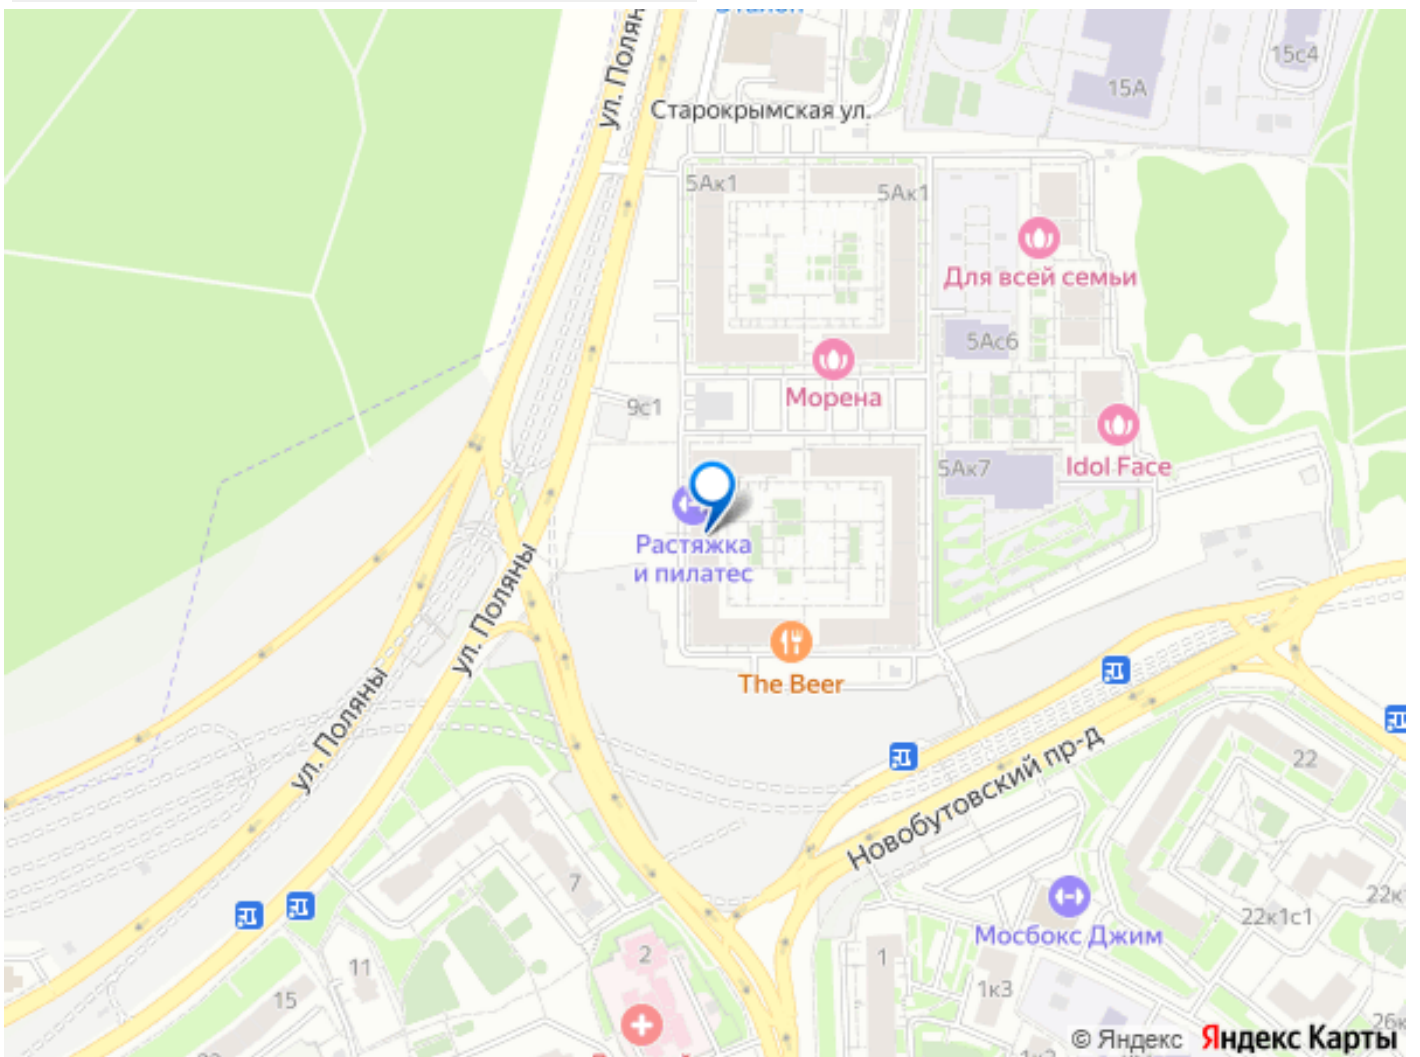 Эталон
ул. Поляны
15с4
15А
Старокрымская ул.
5Ак1
5Ак1
Для всей семьи
5Ас6
Морена
9с1
5Ак7
Idol Face
Растяжка
и пилатес
ул. Поляны
The Beer
ул. Поляны
Новобутовский пр-д
22
7
22к1с1
Мосбокс Джим
2
1
11
15
1к3
© Яндекс Яндекс Карты